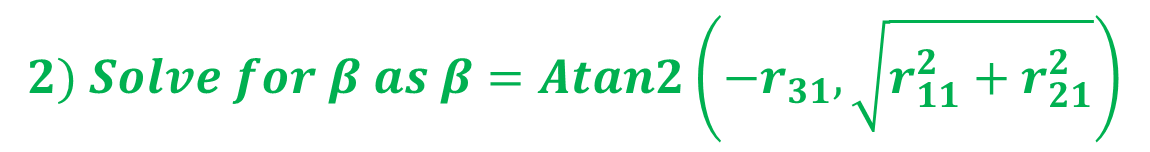 2) Solve for β as β = Atan2(−r₃₁, √(r₁₁² + r₂₁²))